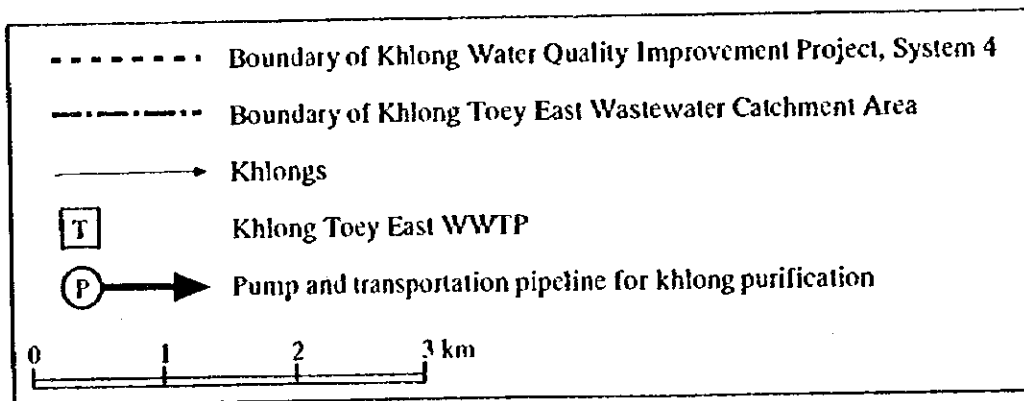 Boundary of Khlong Water Quality Improvement Project, System 4
Boundary of Khlong Toey East Wastewater Catchment Area
Khlongs
T Khlong Toey East WWTP
P Pump and transportation pipeline for khlong purification
0 1 2 3 km